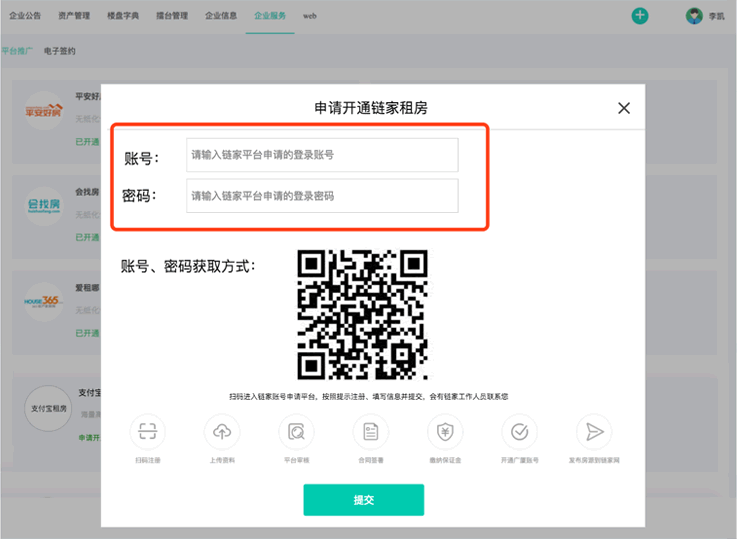 企业公告 资产管理 楼盘字典 擂台管理 企业信息 企业服务 web 李凯
平台推广 电子签约
申请开通链家租房
平安好房
平安好
无纸化
已开通
账号： 请输入链家平台申请的登录账号
密码： 请输入链家平台申请的登录密码
会找房
会找房
无纸化
已开通
账号、密码获取方式：
HOUSE365
爱租哪
已开通
支付宝租房
支付宝
海量
申请开
扫码进入链家账号申请平台，按照提示注册、填写信息并提交，会有链家工作人员联系您
扫码注册 上传资料 平台审核 合同签署 缴纳保证金 开通广厦账号 发布房源到链家网
提交